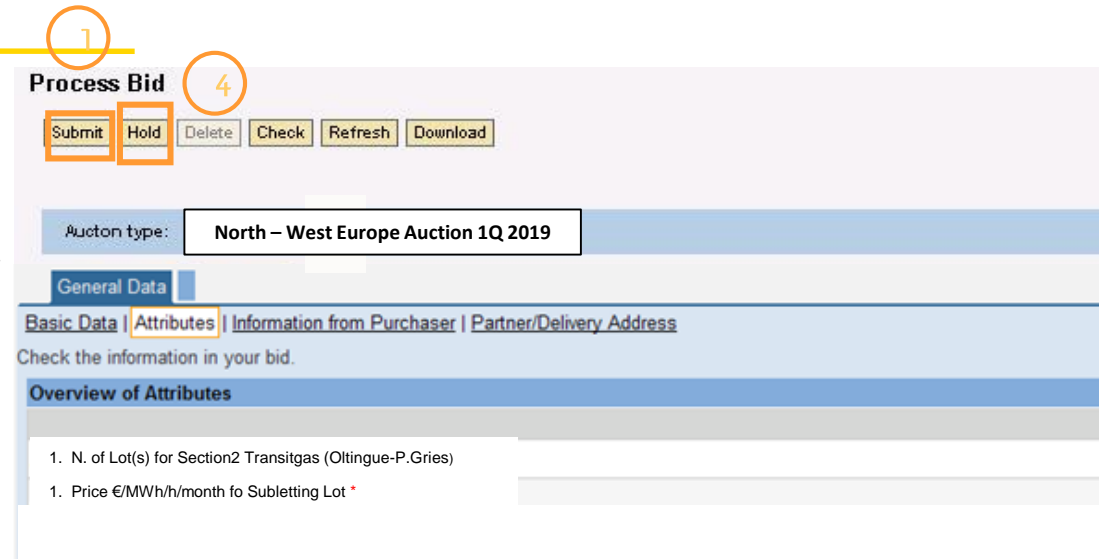 1
Process Bid 4
Submit Hold Delete Check Refresh Download
Aucton type: North – West Europe Auction 1Q 2019
General Data
Basic Data | Attributes | Information from Purchaser | Partner/Delivery Address
Check the information in your bid.
Overview of Attributes
1. N. of Lot(s) for Section2 Transitgas (Oltingue-P.Gries)
1. Price €/MWh/h/month fo Subletting Lot *